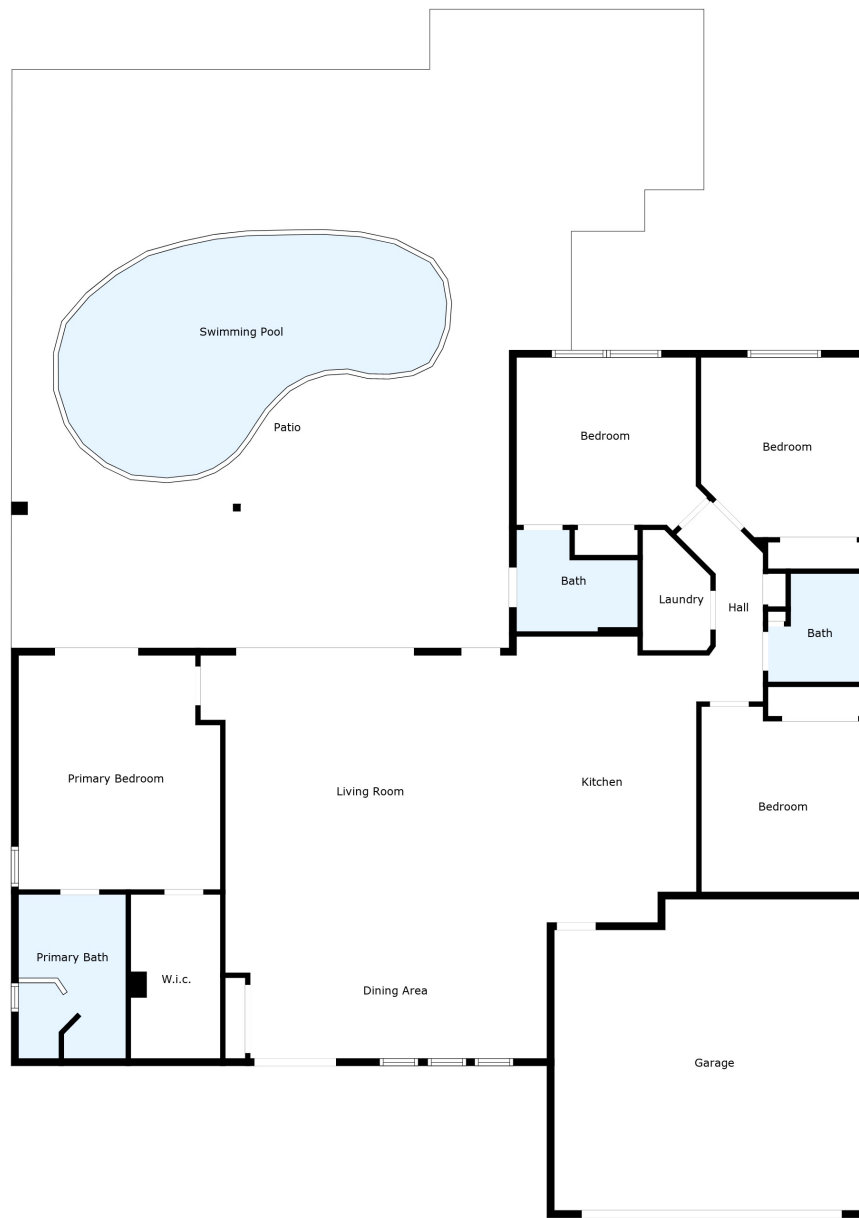 Swimming Pool
Patio
Bedroom
Bedroom
Bath
Laundry
Hall
Bath
Primary Bedroom
Living Room
Kitchen
Bedroom
Primary Bath
W.i.c.
Dining Area
Garage